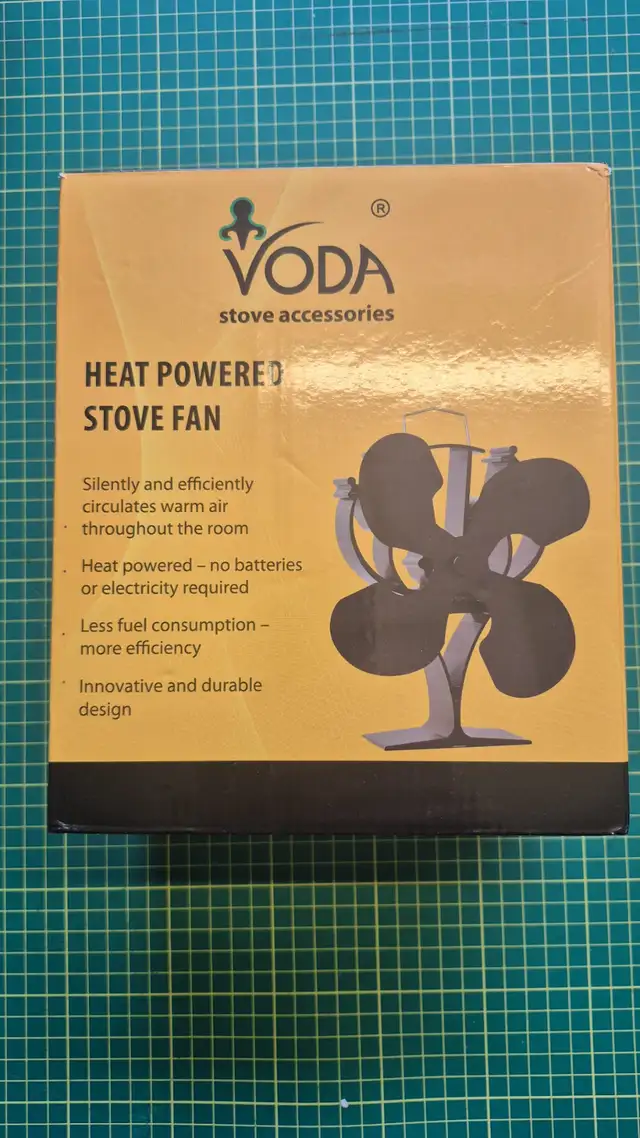 ®
VODA
stove accessories
HEAT POWERED
STOVE FAN
Silently and efficiently
circulates warm air
throughout the room
Heat powered – no batteries
or electricity required
Less fuel consumption –
more efficiency
Innovative and durable
design